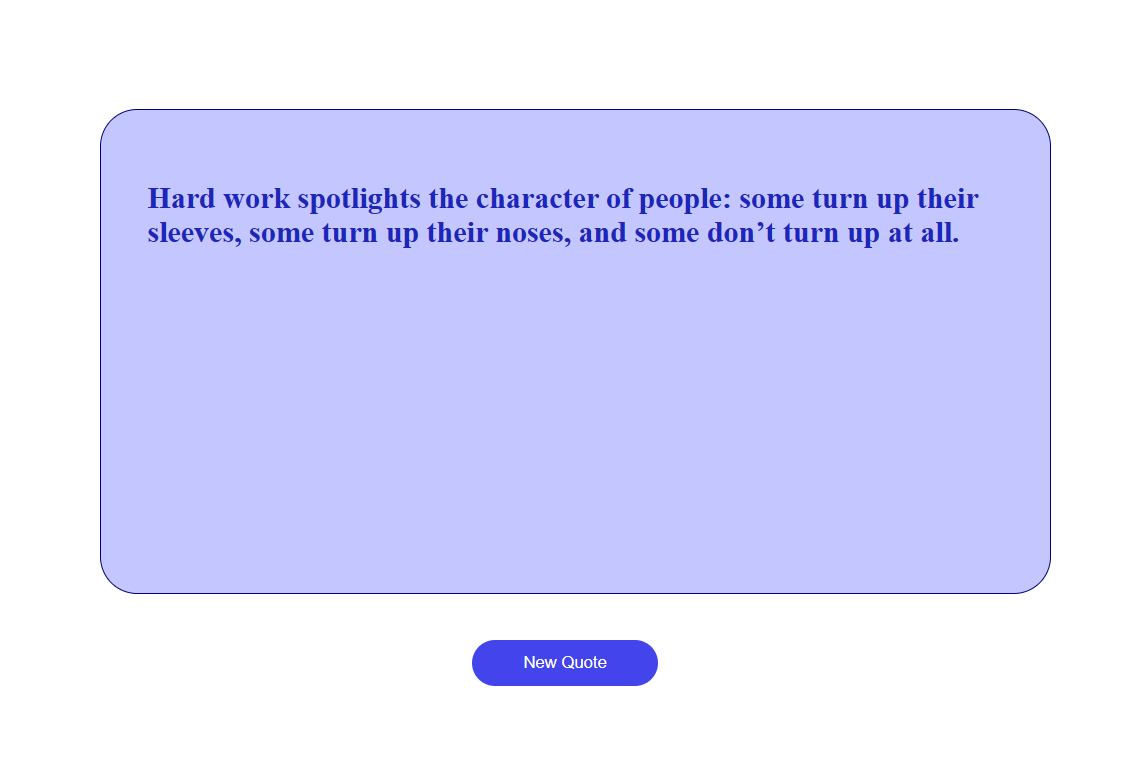 Hard work spotlights the character of people: some turn up their
sleeves, some turn up their noses, and some don’t turn up at all.
New Quote